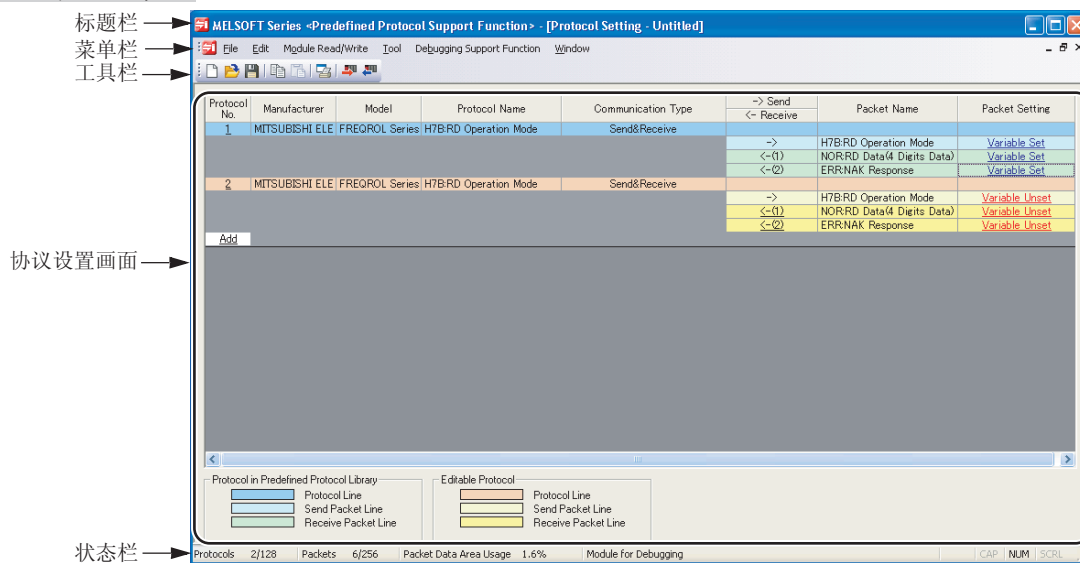 标题栏
MELSOFT Series <Predefined Protocol Support Function> - [Protocol Setting - Untitled]
菜单栏
File Edit Module Read/Write Tool Debugging Support Function Window
工具栏
Protocol No. Manufacturer Model Protocol Name Communication Type -> Send <- Receive Packet Name Packet Setting
1 MITSUBISHI ELE FREQROL Series H7B:RD Operation Mode Send&Receive
-> H7B:RD Operation Mode Variable Set
<-(1) NOR:RD Data(4 Digits Data) Variable Set
<-(2) ERR:NAK Response Variable Set
2 MITSUBISHI ELE FREQROL Series H7B:RD Operation Mode Send&Receive
-> H7B:RD Operation Mode Variable Unset
<-(1) NOR:RD Data(4 Digits Data) Variable Unset
<-(2) ERR:NAK Response Variable Unset
Add
协议设置画面
Protocol in Predefined Protocol Library
Protocol Line
Send Packet Line
Receive Packet Line
Editable Protocol
Protocol Line
Send Packet Line
Receive Packet Line
状态栏
Protocols 2/128 Packets 6/256 Packet Data Area Usage 1.6% Module for Debugging CAP NUM SCRL